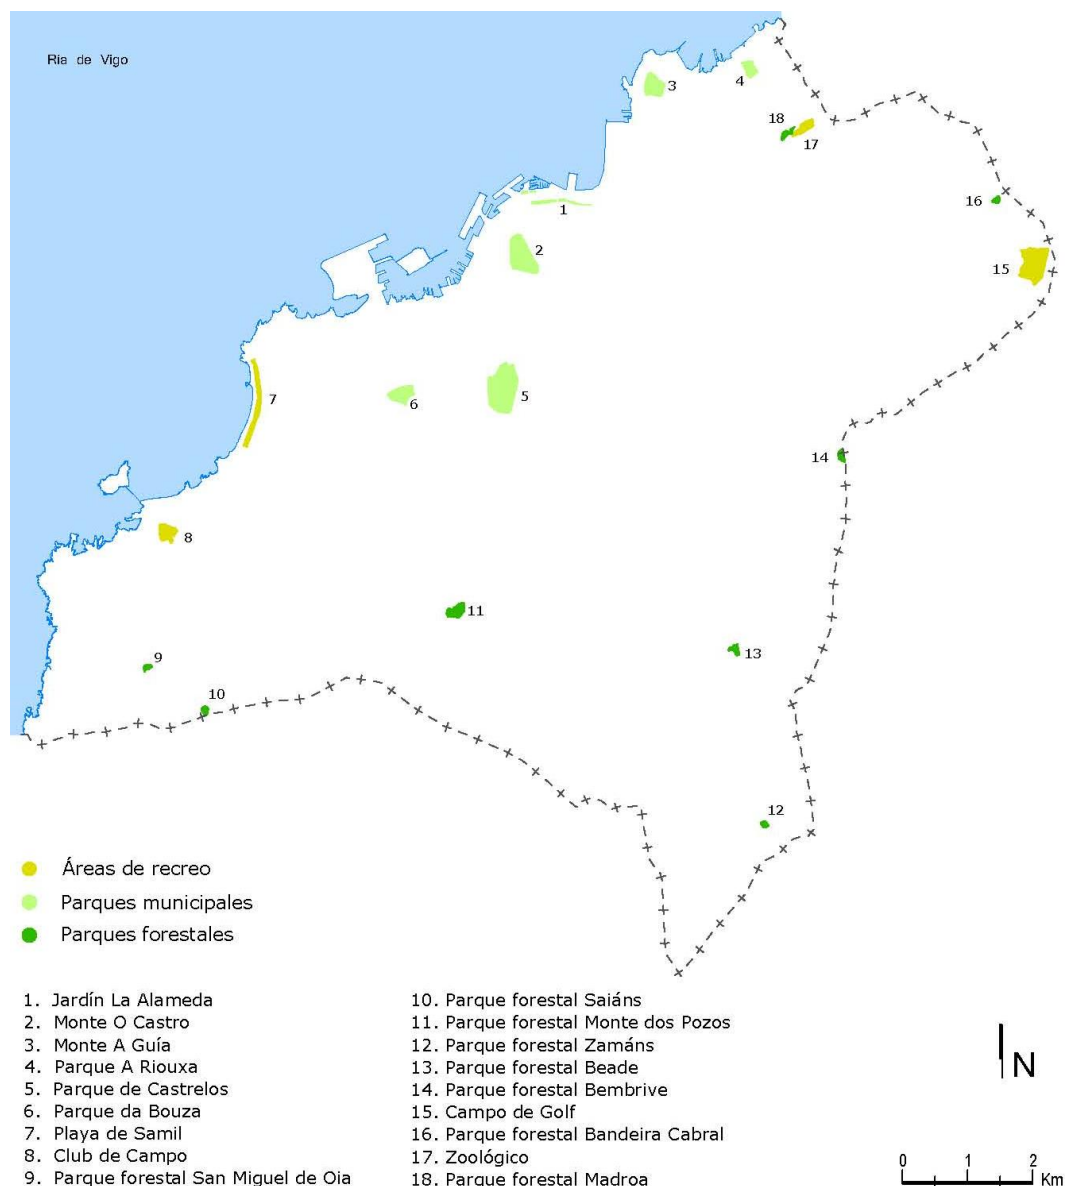 Ria de Vigo
3
4
18
17
16
1
2
15
7
6
5
14
8
11
9
13
10
12
Áreas de recreo
Parques municipales
Parques forestales
1. Jardín La Alameda
2. Monte O Castro
3. Monte A Guía
4. Parque A Riouxa
5. Parque de Castrelos
6. Parque da Bouza
7. Playa de Samil
8. Club de Campo
9. Parque forestal San Miguel de Oia
10. Parque forestal Saiáns
11. Parque forestal Monte dos Pozos
12. Parque forestal Zamáns
13. Parque forestal Beade
14. Parque forestal Bembrive
15. Campo de Golf
16. Parque forestal Bandeira Cabral
17. Zoológico
18. Parque forestal Madroa
N
0 1 2
Km